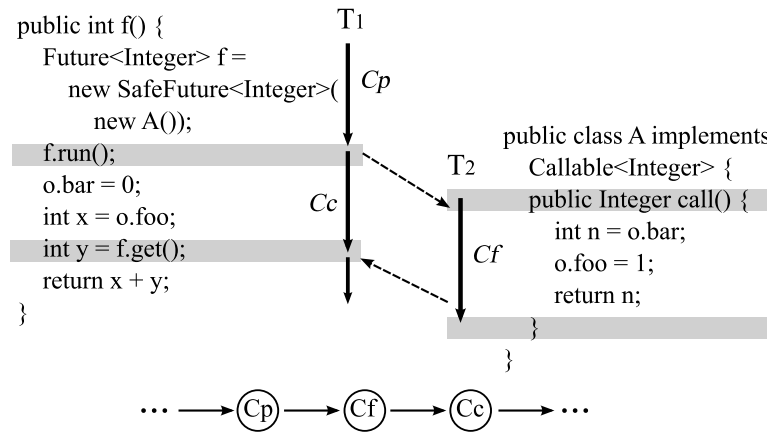 public int f() {
Future<Integer> f =
new SafeFuture<Integer>(
new A());
f.run();
o.bar = 0;
int x = o.foo;
int y = f.get();
return x + y;
}
T1
Cp
Cc
T2
Cf
public class A implements
Callable<Integer> {
public Integer call() {
int n = o.bar;
o.foo = 1;
return n;
}
}
... Cp Cf Cc ...